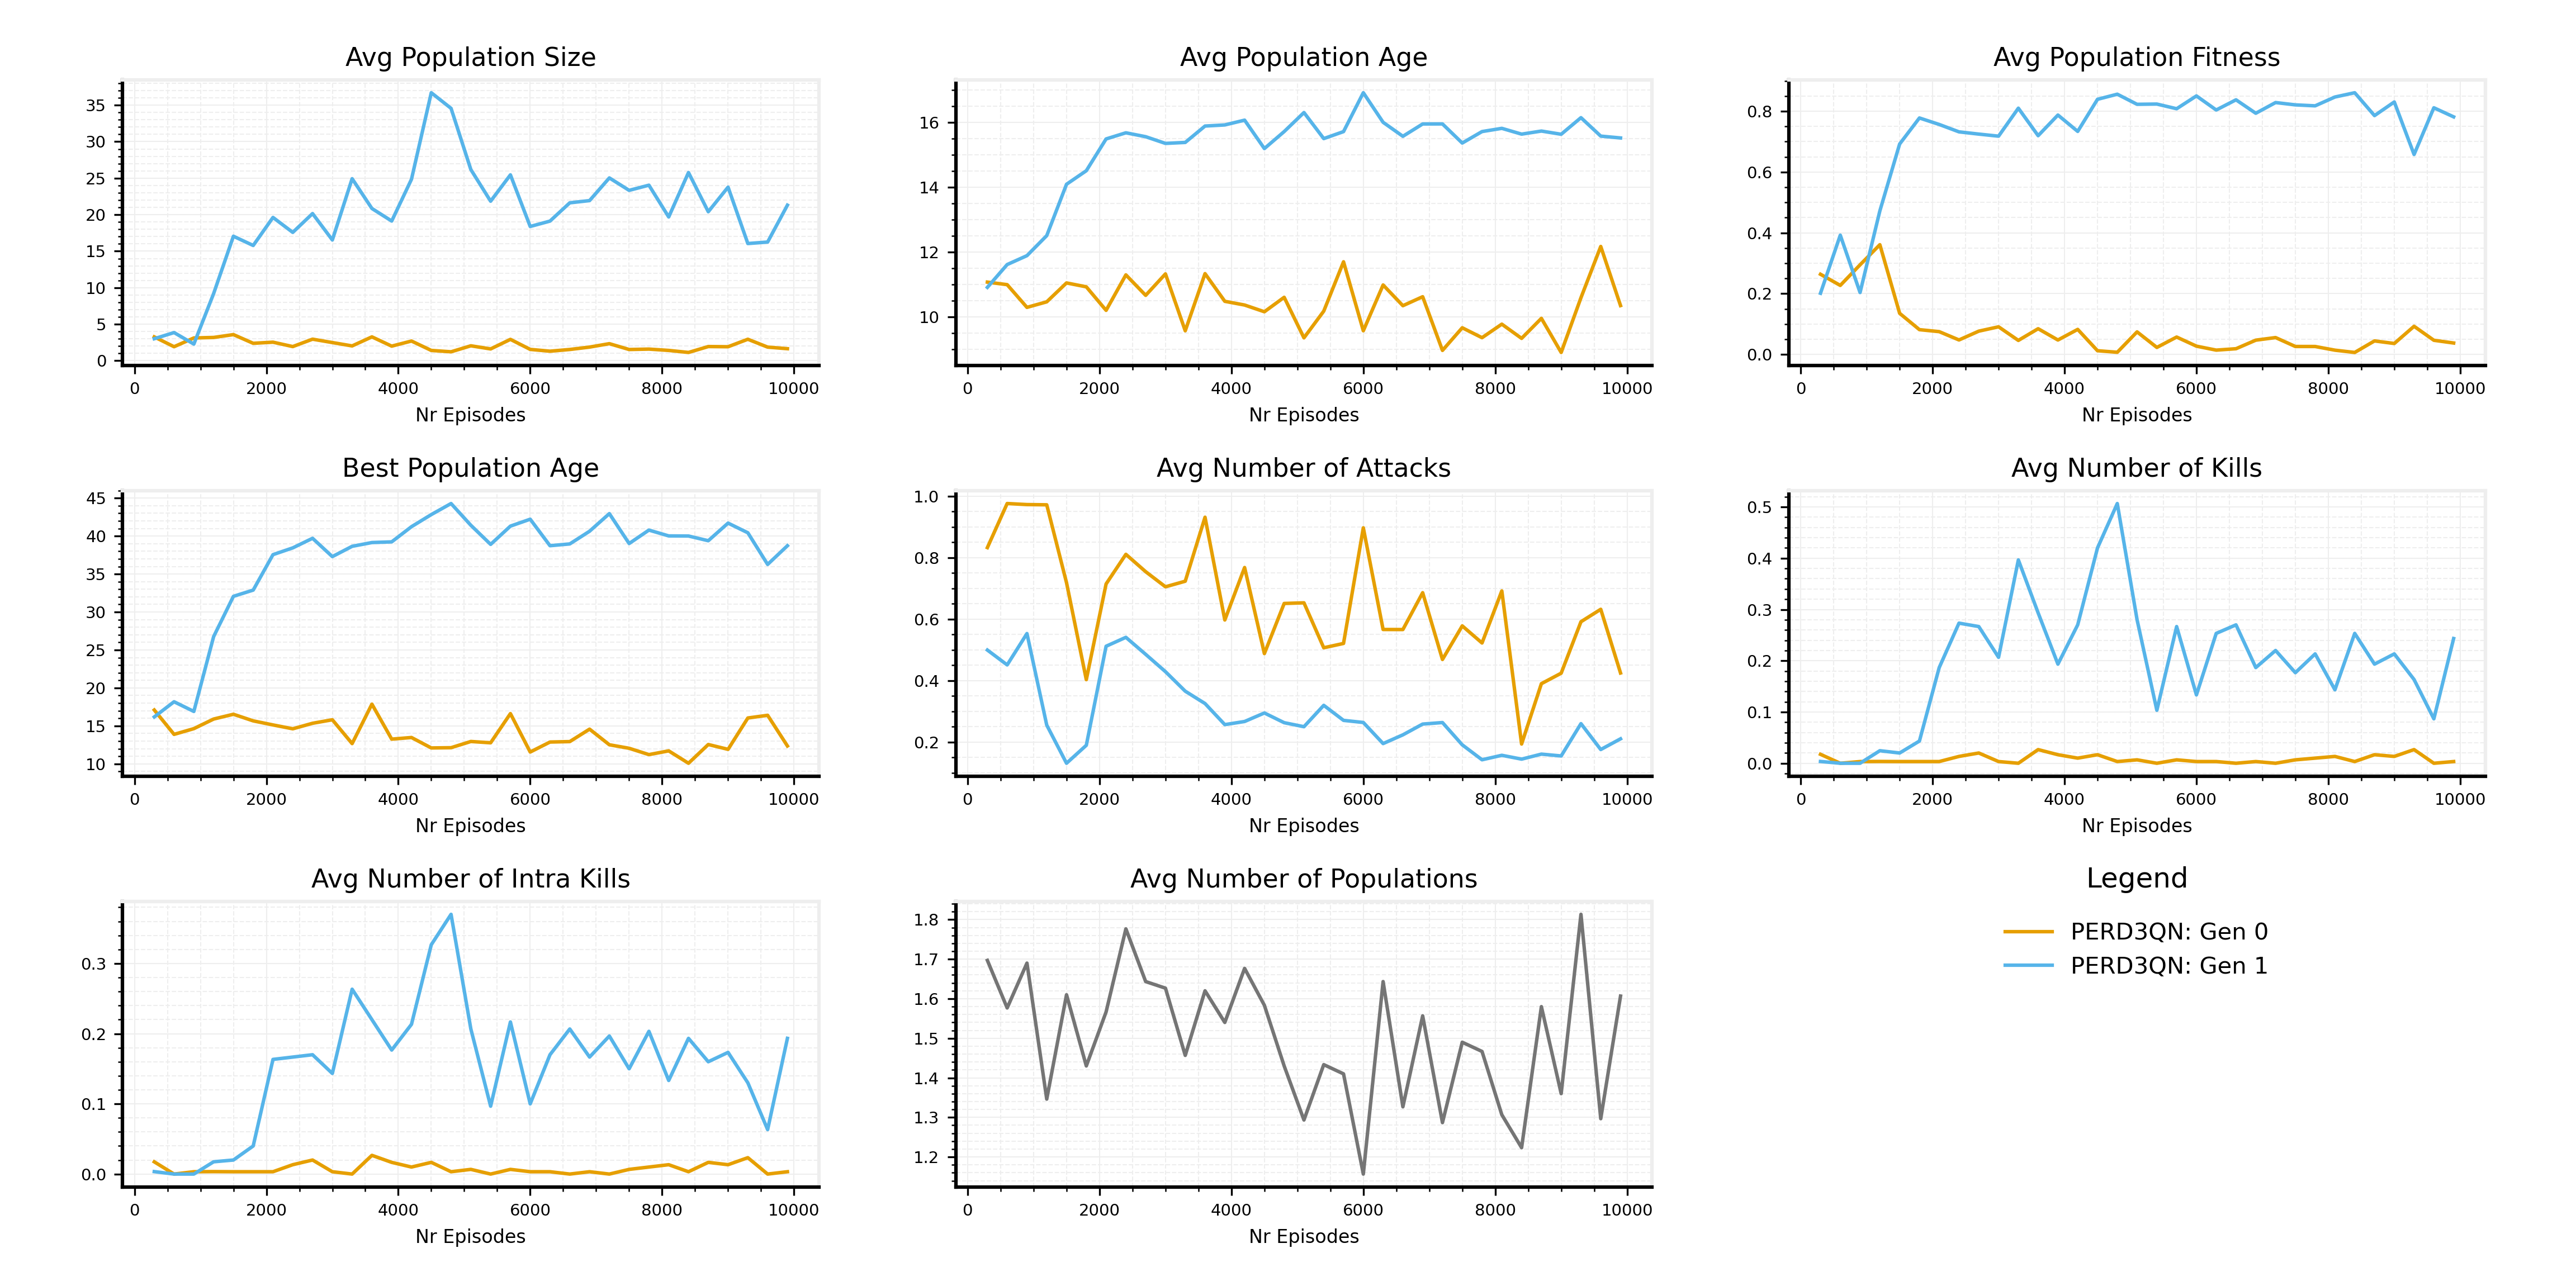 Avg Population Size
35
30
25
20
15
10
5
0
0 2000 4000 6000 8000 10000
Nr Episodes
Avg Population Age
16
14
12
10
0 2000 4000 6000 8000 10000
Nr Episodes
Avg Population Fitness
0.8
0.6
0.4
0.2
0.0
0 2000 4000 6000 8000 10000
Nr Episodes
Best Population Age
45
40
35
30
25
20
15
10
0 2000 4000 6000 8000 10000
Nr Episodes
Avg Number of Attacks
1.0
0.8
0.6
0.4
0.2
0 2000 4000 6000 8000 10000
Nr Episodes
Avg Number of Kills
0.5
0.4
0.3
0.2
0.1
0.0
0 2000 4000 6000 8000 10000
Nr Episodes
Avg Number of Intra Kills
0.3
0.2
0.1
0.0
0 2000 4000 6000 8000 10000
Nr Episodes
Avg Number of Populations
1.8
1.7
1.6
1.5
1.4
1.3
1.2
0 2000 4000 6000 8000 10000
Nr Episodes
Legend
PERD3QN: Gen 0
PERD3QN: Gen 1